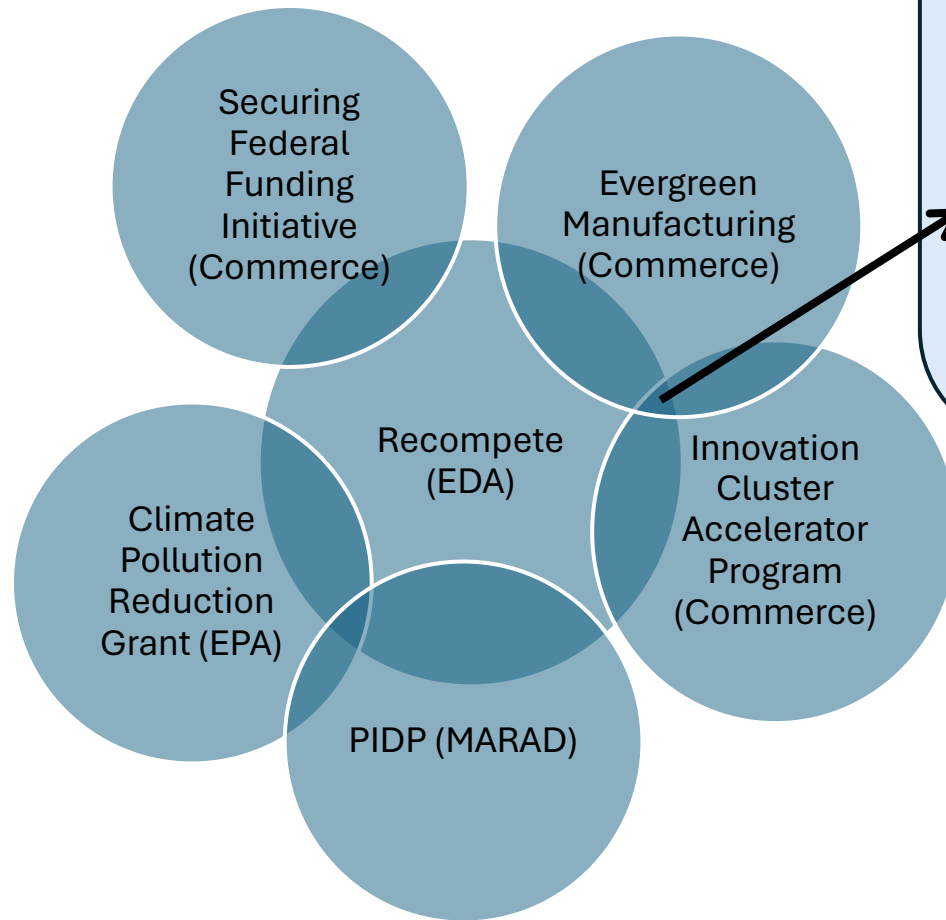 Securing
Federal
Funding
Initiative
(Commerce)
Evergreen
Manufacturing
(Commerce)
Recompete
(EDA)
Innovation
Cluster
Accelerator
Program
(Commerce)
Climate
Pollution
Reduction
Grant (EPA)
PIDP (MARAD)